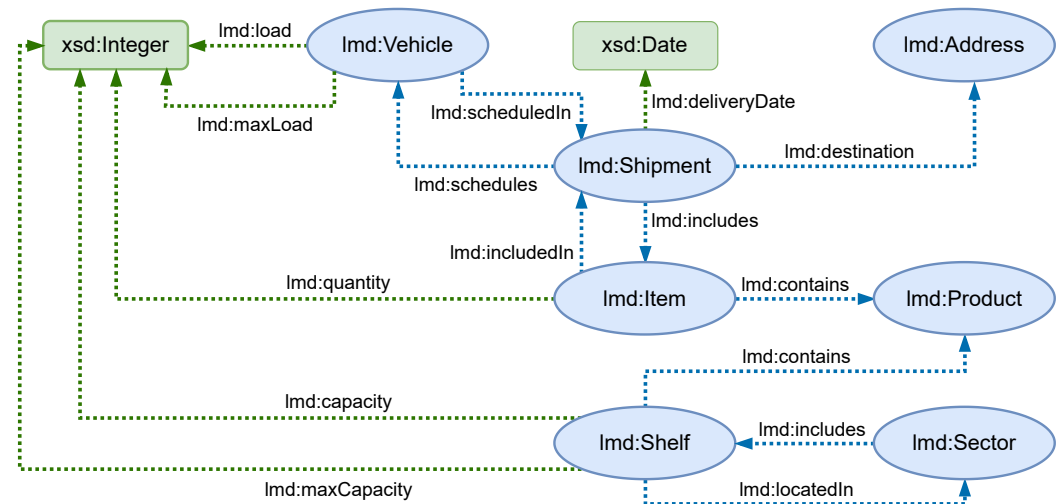 xsd:Integer
lmd:load
lmd:Vehicle
xsd:Date
lmd:Address
lmd:maxLoad
lmd:scheduledIn
lmd:deliveryDate
lmd:schedules
lmd:Shipment
lmd:destination
lmd:includedIn
lmd:includes
lmd:quantity
lmd:Item
lmd:contains
lmd:Product
lmd:contains
lmd:capacity
lmd:Shelf
lmd:includes
lmd:Sector
lmd:maxCapacity
lmd:locatedIn